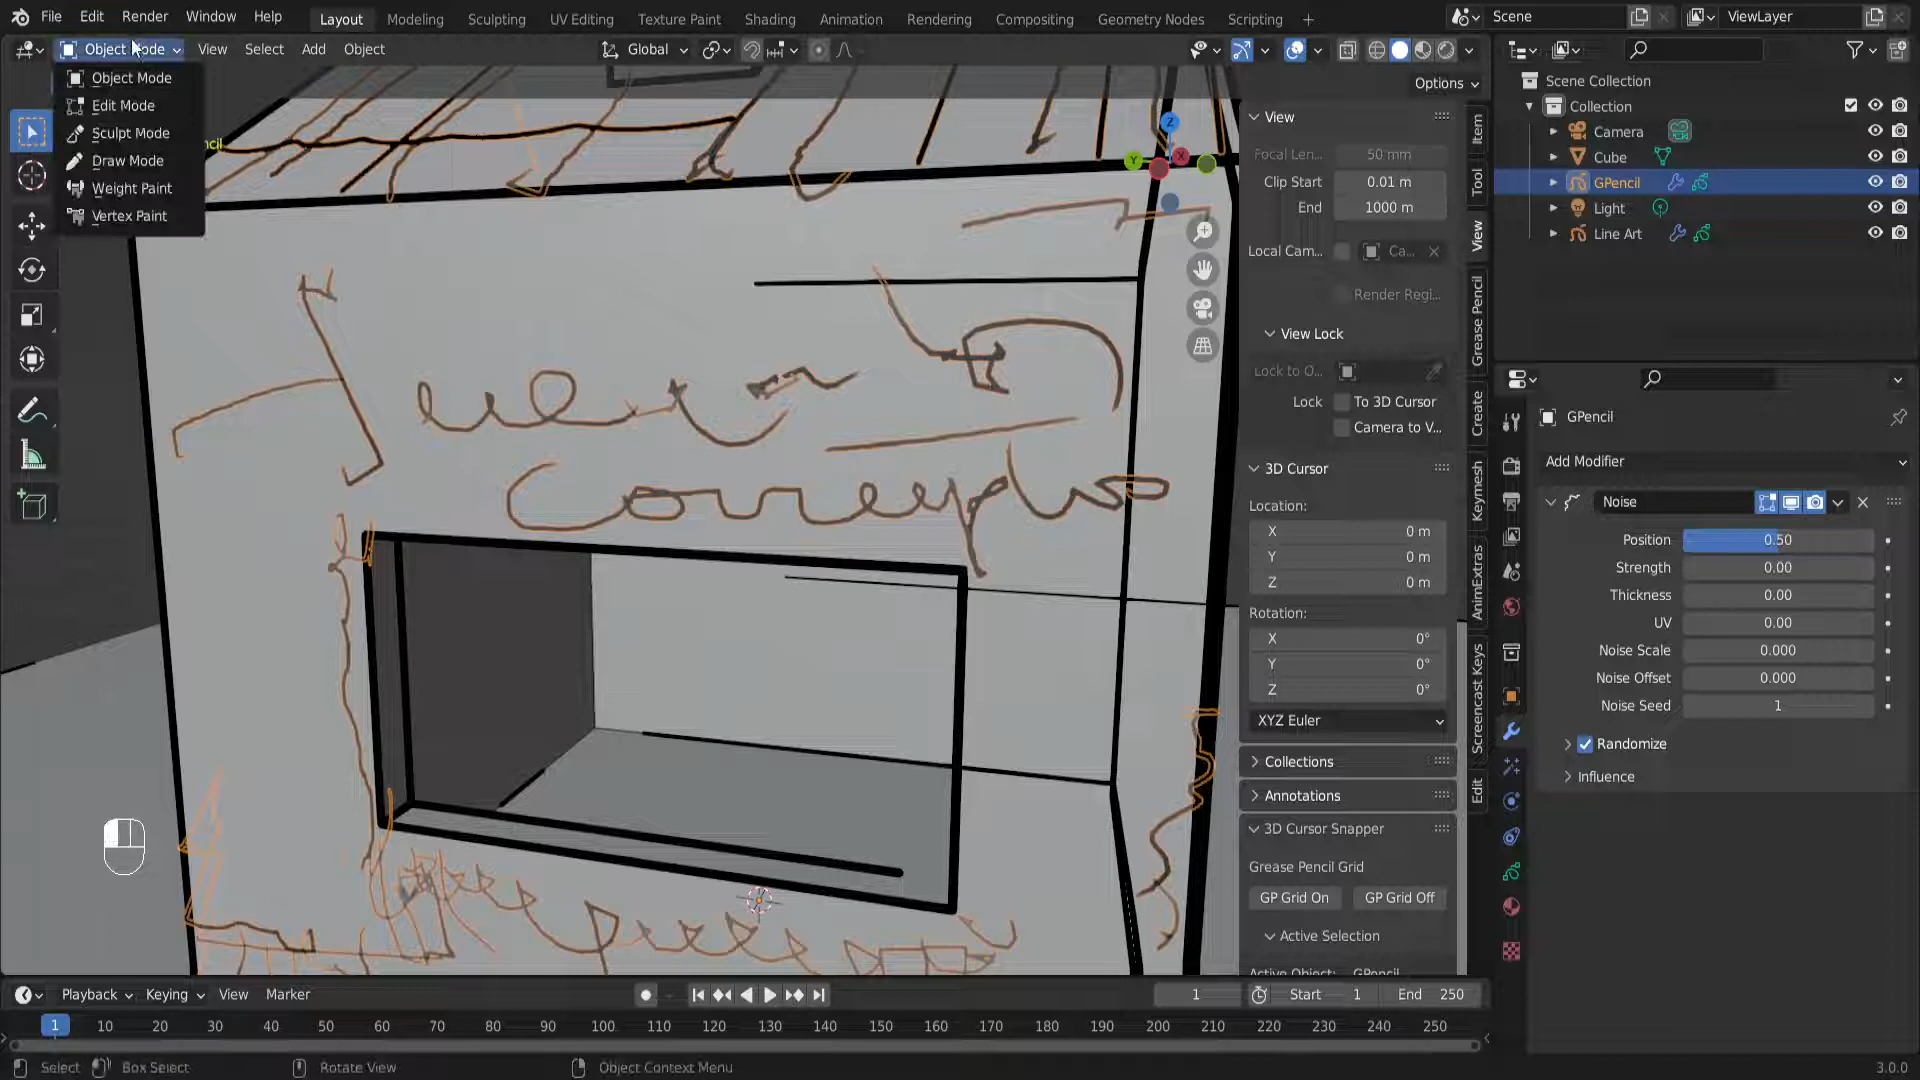 File Edit Render Window Help Layout Modeling Sculpting UV Editing Texture Paint Shading Animation Rendering Compositing Geometry Nodes Scripting + Scene ViewLayer
Object Mode View Select Add Object Global
Options
Object Mode
Edit Mode
Sculpt Mode
Draw Mode
Weight Paint
Vertex Paint
Z
Y
X
View
Focal Len... 50 mm
Clip Start 0.01 m
End 1000 m
Local Cam... Ca...
Render Regi...
View Lock
Lock to O...
Lock To 3D Cursor
Camera to V...
3D Cursor
Location:
X 0 m
Y 0 m
Z 0 m
Rotation:
X 0°
Y 0°
Z 0°
XYZ Euler
Collections
Annotations
3D Cursor Snapper
Grease Pencil Grid
GP Grid On GP Grid Off
Active Selection
Active Object: GPencil
Item
Tool
View
Grease Pencil
Create
Keymesh
AnimExtras
Screencast Keys
Edit
Scene Collection
Collection
Camera
Cube
GPencil
Light
Line Art
GPencil
Add Modifier
Noise
Position 0.50
Strength 0.00
Thickness 0.00
UV 0.00
Noise Scale 0.000
Noise Offset 0.000
Noise Seed 1
Randomize
Influence
Playback Keying View Marker 1 Start 1 End 250
1 10 20 30 40 50 60 70 80 90 100 110 120 130 140 150 160 170 180 190 200 210 220 230 240 250
Select Box Select Rotate View Object Context Menu 3.0.0